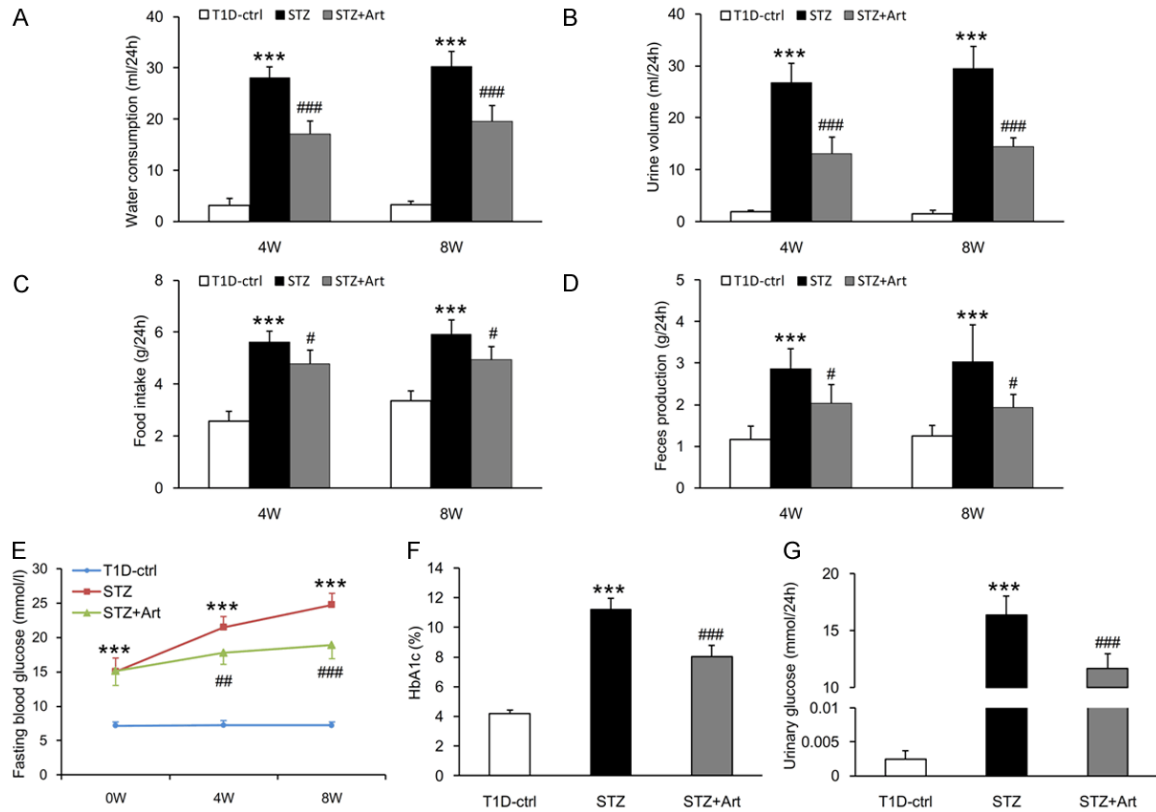 A
T1D-ctrl STZ STZ+Art
Water consumption (ml/24h)
40
30
20
10
0
***
###
***
###
4W 8W
B
T1D-ctrl STZ STZ+Art
Urine volume (ml/24h)
40
30
20
10
0
***
###
***
###
4W 8W
C
T1D-ctrl STZ STZ+Art
Food intake (g/24h)
8
6
4
2
0
***
#
***
#
4W 8W
D
T1D-ctrl STZ STZ+Art
Feces production (g/24h)
5
4
3
2
1
0
***
#
***
#
4W 8W
E
T1D-ctrl
STZ
STZ+Art
Fasting blood glucose (mmol/l)
30
25
20
15
10
5
0
***
***
***
##
###
0W 4W 8W
F
HbA1c (%)
14
12
10
8
6
4
2
0
***
###
T1D-ctrl STZ STZ+Art
G
Urinary glucose (mmol/24h)
20
15
10
0.01
0.005
0
***
###
T1D-ctrl STZ STZ+Art